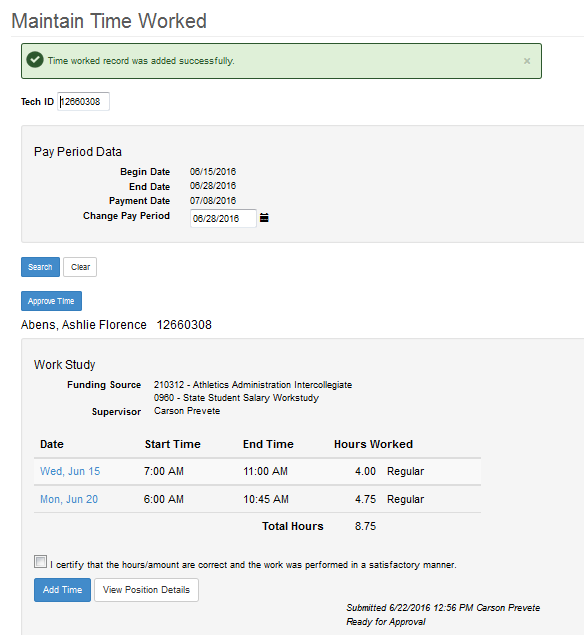 Maintain Time Worked
Time worked record was added successfully. ×
Tech ID 12660308
Pay Period Data
Begin Date 06/15/2016
End Date 06/28/2016
Payment Date 07/08/2016
Change Pay Period 06/28/2016
Search Clear
Approve Time
Abens, Ashlie Florence 12660308
Work Study
Funding Source 210312 - Athletics Administration Intercollegiate
0960 - State Student Salary Workstudy
Supervisor Carson Prevete
Date Start Time End Time Hours Worked
Wed, Jun 15 7:00 AM 11:00 AM 4.00 Regular
Mon, Jun 20 6:00 AM 10:45 AM 4.75 Regular
Total Hours 8.75
I certify that the hours/amount are correct and the work was performed in a satisfactory manner.
Add Time View Position Details
Submitted 6/22/2016 12:56 PM Carson Prevete
Ready for Approval